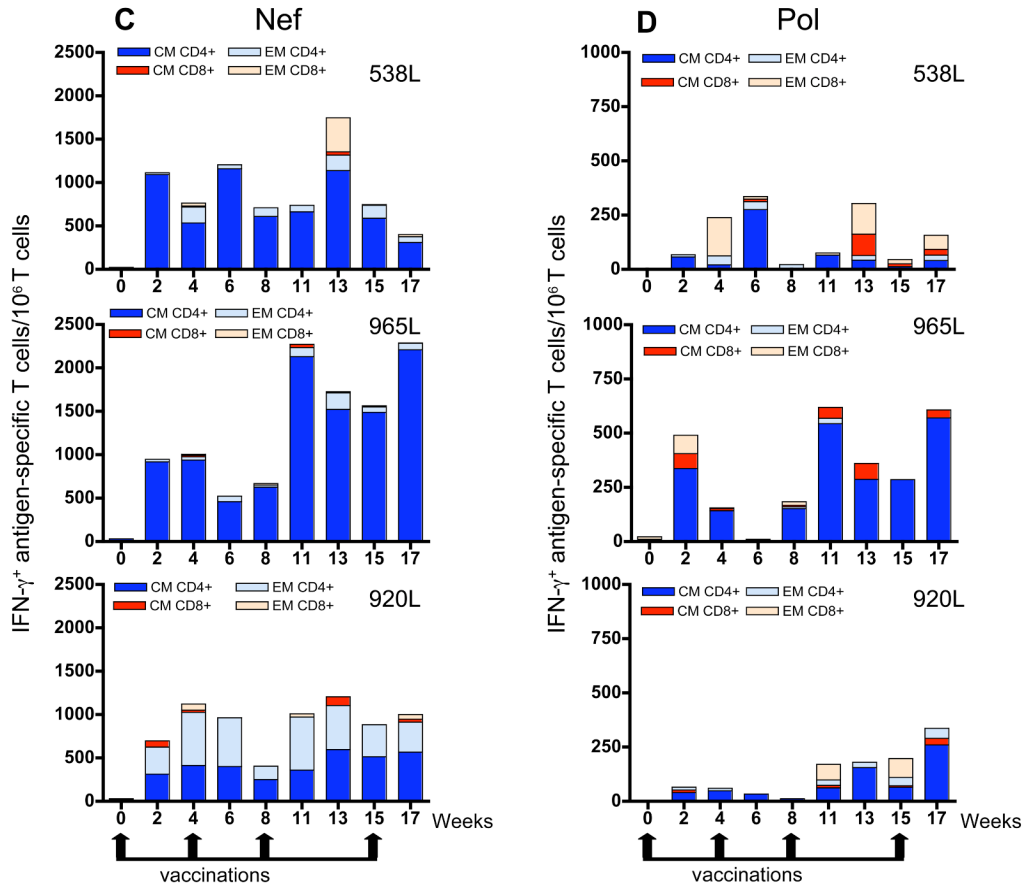 C Nef
IFN-γ+ antigen-specific T cells/10⁶ T cells
CM CD4+ EM CD4+
CM CD8+ EM CD8+
538L
2500
2000
1500
1000
500
0
0 2 4 6 8 11 13 15 17
CM CD4+ EM CD4+
CM CD8+ EM CD8+
965L
2500
2000
1500
1000
500
0
0 2 4 6 8 11 13 15 17
CM CD4+ EM CD4+
CM CD8+ EM CD8+
920L
2500
2000
1500
1000
500
0
0 2 4 6 8 11 13 15 17 Weeks
vaccinations
D Pol
IFN-γ+ antigen-specific T cells/10⁶ T cells
CM CD4+ EM CD4+
CM CD8+ EM CD8+
538L
1000
750
500
250
0
0 2 4 6 8 11 13 15 17
CM CD4+ EM CD4+
CM CD8+ EM CD8+
965L
1000
750
500
250
0
0 2 4 6 8 11 13 15 17
CM CD4+ EM CD4+
CM CD8+ EM CD8+
920L
1000
750
500
250
0
0 2 4 6 8 11 13 15 17 Weeks
vaccinations